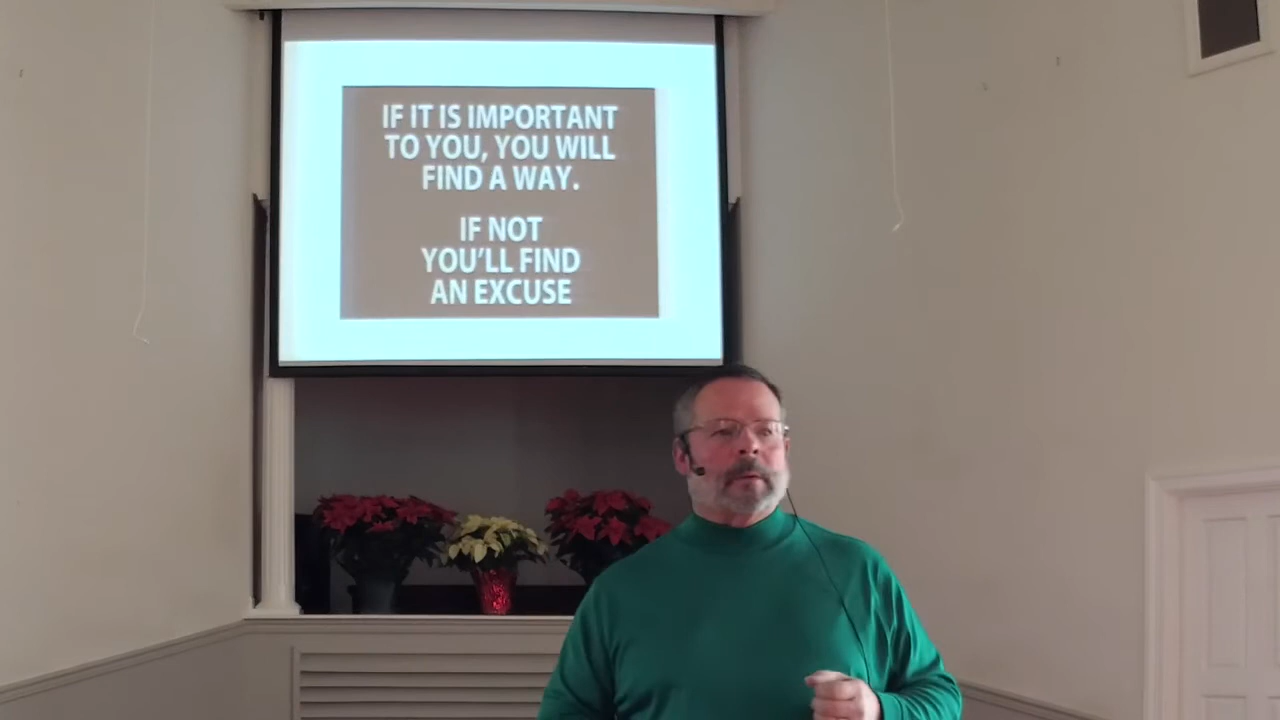 IF IT IS IMPORTANT
TO YOU, YOU WILL
FIND A WAY.
IF NOT
YOU'LL FIND
AN EXCUSE